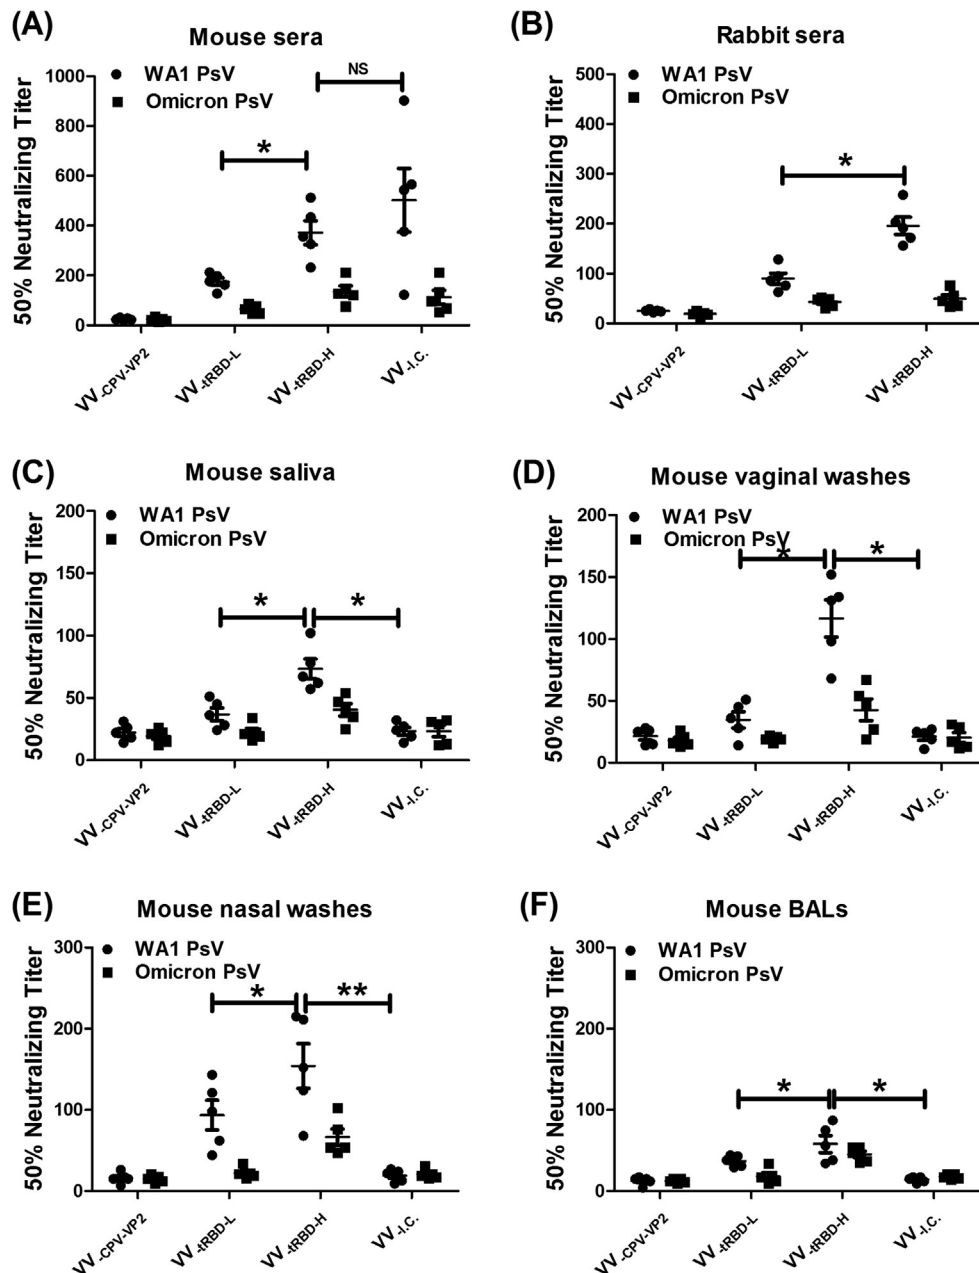 (A)
Mouse sera
50% Neutralizing Titer
1000
800
600
400
200
0
WA1 PsV
Omicron PsV
*
NS
VV-CPV-VP2
VV-tRBD-L
VV-tRBD-H
VV-I.C.
(B)
Rabbit sera
50% Neutralizing Titer
500
400
300
200
100
0
WA1 PsV
Omicron PsV
*
VV-CPV-VP2
VV-tRBD-L
VV-tRBD-H
(C)
Mouse saliva
50% Neutralizing Titer
200
150
100
50
0
WA1 PsV
Omicron PsV
*
*
VV-CPV-VP2
VV-tRBD-L
VV-tRBD-H
VV-I.C.
(D)
Mouse vaginal washes
50% Neutralizing Titer
200
150
100
50
0
WA1 PsV
Omicron PsV
*
*
VV-CPV-VP2
VV-tRBD-L
VV-tRBD-H
VV-I.C.
(E)
Mouse nasal washes
50% Neutralizing Titer
300
200
100
0
WA1 PsV
Omicron PsV
*
**
VV-CPV-VP2
VV-tRBD-L
VV-tRBD-H
VV-I.C.
(F)
Mouse BALs
50% Neutralizing Titer
300
200
100
0
WA1 PsV
Omicron PsV
*
*
VV-CPV-VP2
VV-tRBD-L
VV-tRBD-H
VV-I.C.